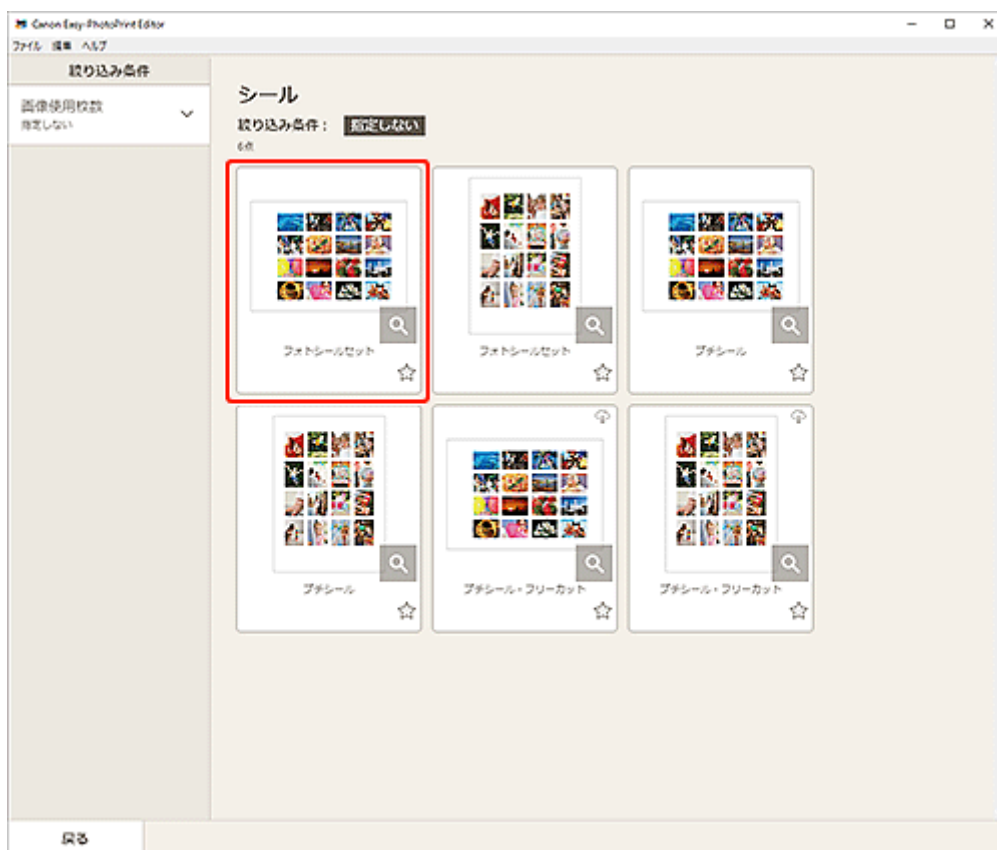 Canon Easy-PhotoPrint Editor
ファイル 編集 ヘルプ
絞り込み条件
画像使用枚数
指定しない
シール
絞り込み条件： 指定しない
6点
フォトシールセット
フォトシールセット
プチシール
プチシール
プチシール・フリーカット
プチシール・フリーカット
戻る